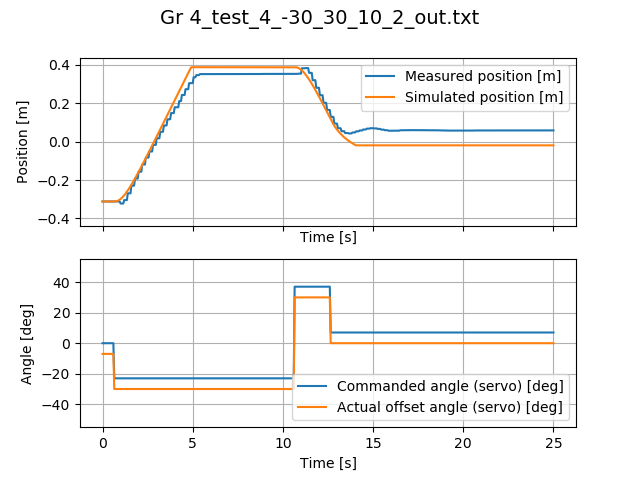 Gr 4_test_4_-30_30_10_2_out.txt
Position [m]
0.4
0.2
0.0
−0.2
−0.4
Measured position [m]
Simulated position [m]
Time [s]
Angle [deg]
40
20
0
−20
−40
Commanded angle (servo) [deg]
Actual offset angle (servo) [deg]
0 5 10 15 20 25
Time [s]